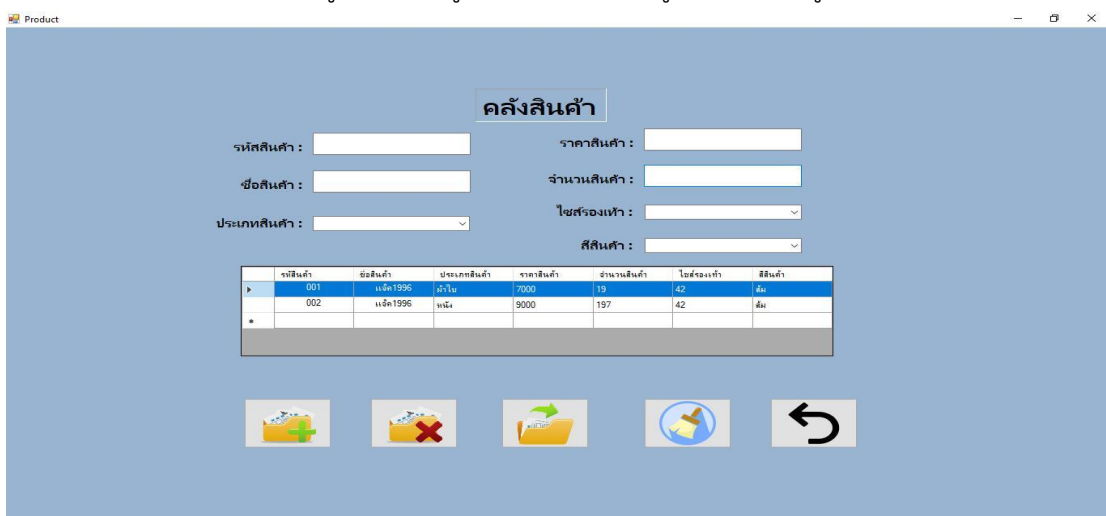 Product
คลังสินค้า
รหัสสินค้า :
ราคาสินค้า :
ชื่อสินค้า :
จำนวนสินค้า :
ประเภทสินค้า :
ไซส์รองเท้า :
สีสินค้า :
รหัสินค้า ชื่อสินค้า ประเภทสินค้า ราคาสินค้า จำนวนสินค้า ไซส์รองเท้า สีสินค้า
001 แจ๊ค1996 ผ้าใบ 7000 19 42 ส้ม
002 แจ๊ค1996 หนัง 9000 197 42 ส้ม